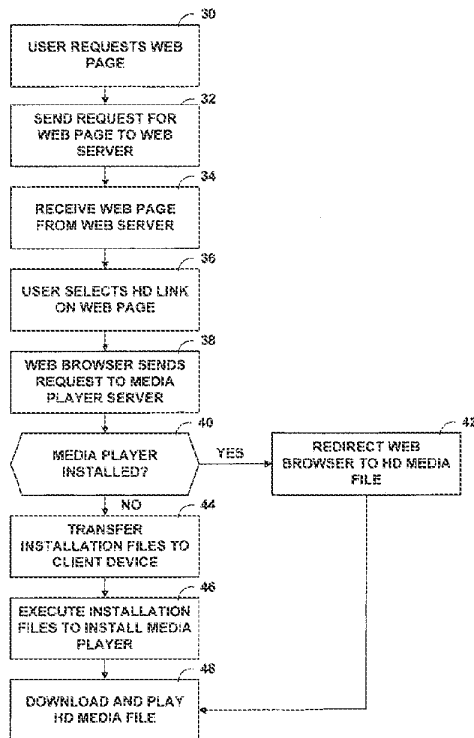 30
USER REQUESTS WEB
PAGE
32
SEND REQUEST FOR
WEB PAGE TO WEB
SERVER
34
RECEIVE WEB PAGE
FROM WEB SERVER
36
USER SELECTS HD LINK
ON WEB PAGE
38
WEB BROWSER SENDS
REQUEST TO MEDIA
PLAYER SERVER
40
MEDIA PLAYER
INSTALLED?
YES
42
REDIRECT WEB
BROWSER TO HD MEDIA
FILE
NO
44
TRANSFER
INSTALLATION FILES TO
CLIENT DEVICE
46
EXECUTE INSTALLATION
FILES TO INSTALL MEDIA
PLAYER
48
DOWNLOAD AND PLAY
HD MEDIA FILE